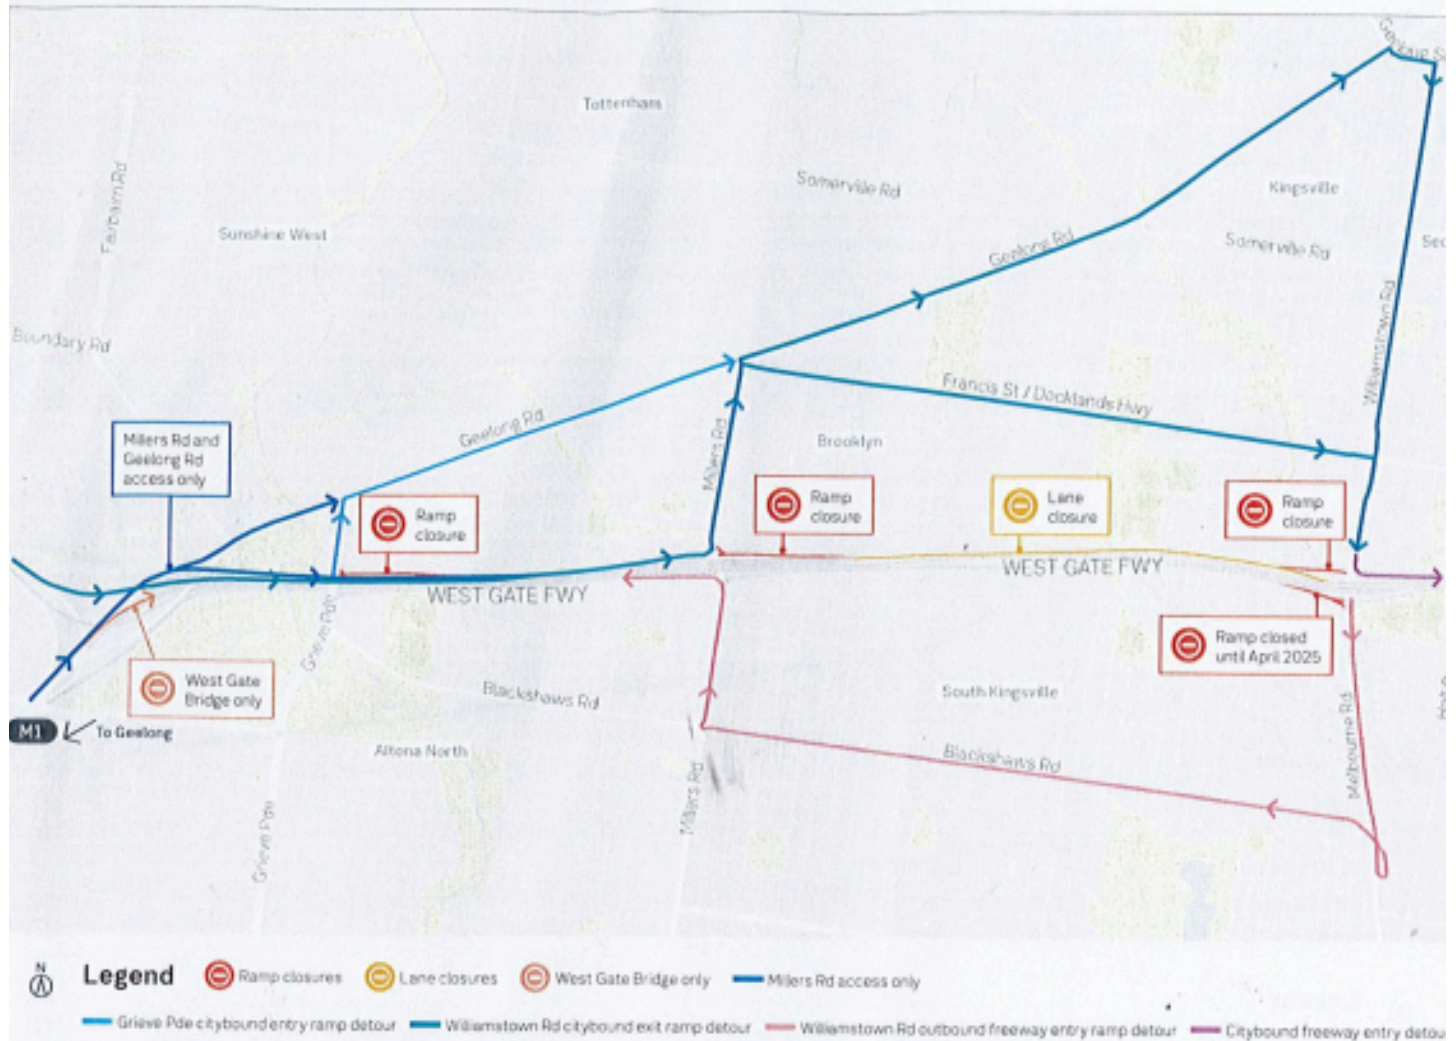 Tottenham
Somerville Rd
Kingsville
Fairbairn Rd
Sunshine West
Geelong Rd
Somerville Rd
Boundary Rd
Williamstown Rd
Francis St / Docklands Hwy
Geelong Rd
Millers Rd and
Geelong Rd
access only
Brooklyn
Millers Rd
Ramp
closure
Ramp
closure
Lane
closure
Ramp
closure
WEST GATE FWY
WEST GATE FWY
Grieve Pde
Ramp closed
until April 2025
West Gate
Bridge only
Blackshaws Rd
South Kingsville
M1
To Geelong
Altona North
Blackshaws Rd
Melbourne Rd
Millers Rd
Grieve Pde
N
Legend
Ramp closures
Lane closures
West Gate Bridge only
Millers Rd access only
Grieve Pde citybound entry ramp detour
Williamstown Rd citybound exit ramp detour
Williamstown Rd outbound freeway entry ramp detour
Citybound freeway entry